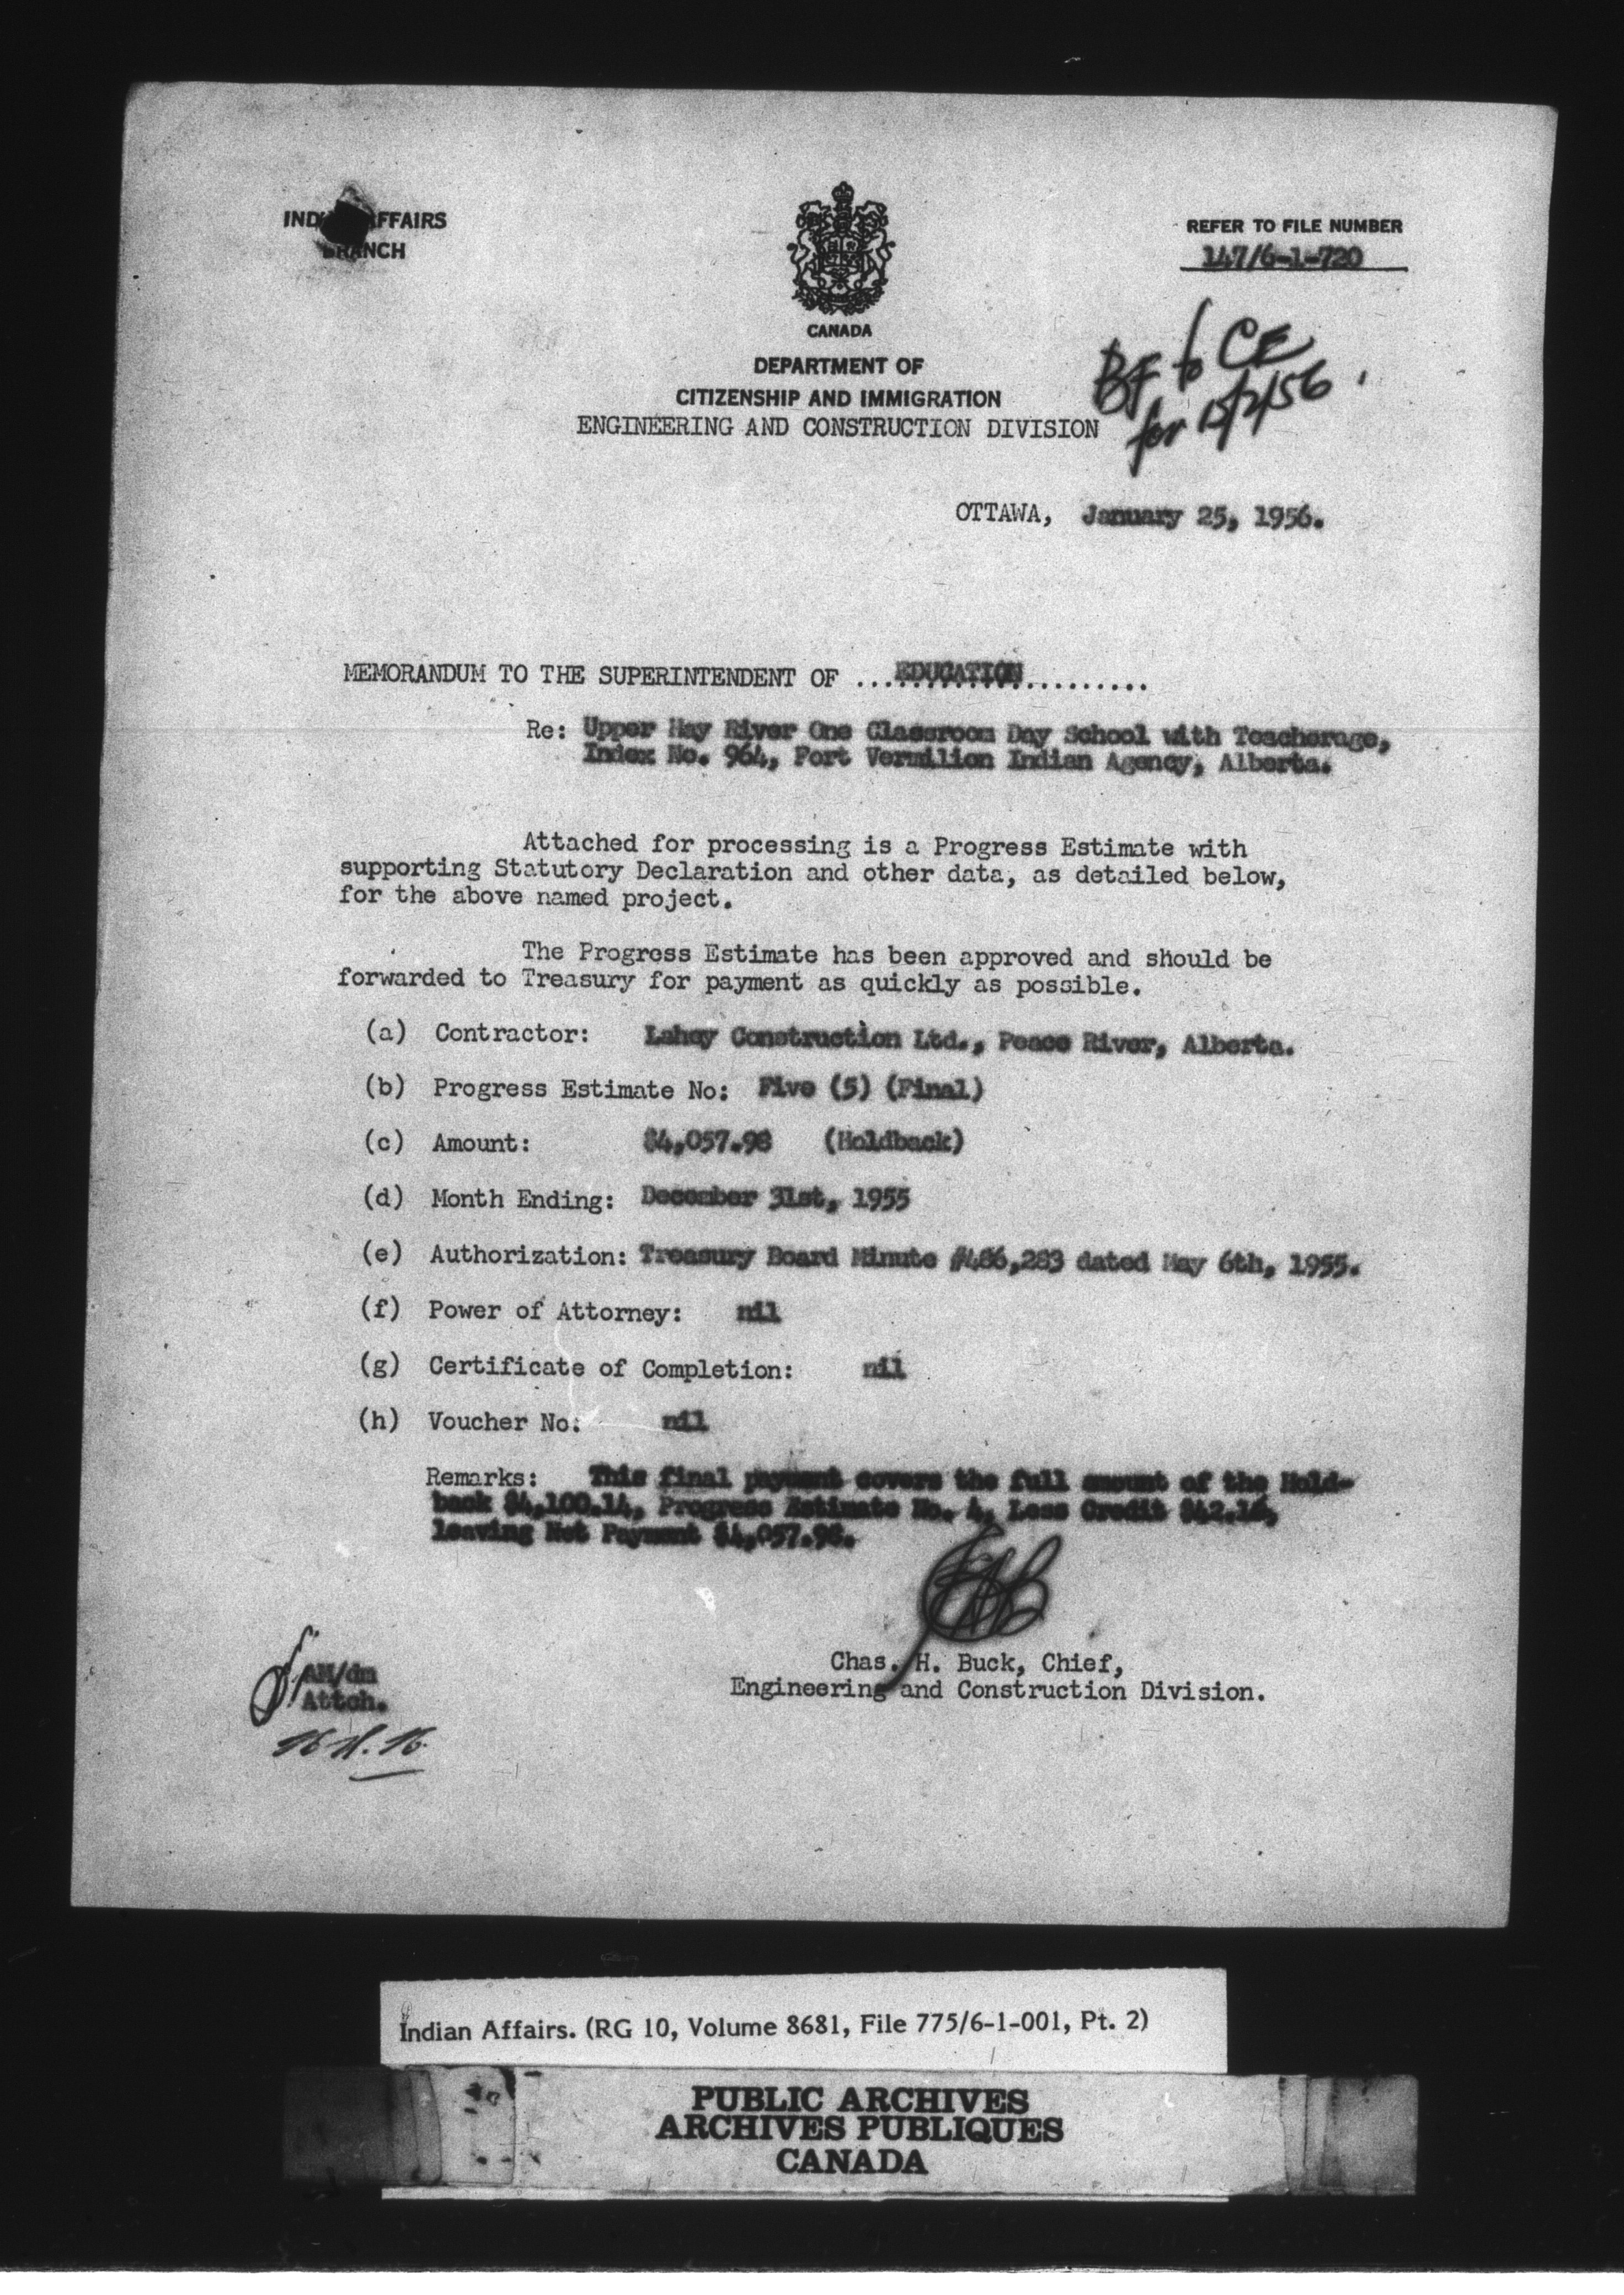 INDIAN AFFAIRS
BRANCH
REFER TO FILE NUMBER
147/6-1-720
CANADA
DEPARTMENT OF
CITIZENSHIP AND IMMIGRATION
ENGINEERING AND CONSTRUCTION DIVISION
BF to CE
for 15/2/56
OTTAWA, January 25, 1956.
MEMORANDUM TO THE SUPERINTENDENT OF ...EDUCATION...........
Re: Upper Hay River One Classroom Day School with Teacherage,
Index No. 964, Fort Vermilion Indian Agency, Alberta.
Attached for processing is a Progress Estimate with
supporting Statutory Declaration and other data, as detailed below,
for the above named project.
The Progress Estimate has been approved and should be
forwarded to Treasury for payment as quickly as possible.
(a) Contractor: Lahey Construction Ltd., Peace River, Alberta.
(b) Progress Estimate No: Five (5) (Final)
(c) Amount: $4,057.98 (Holdback)
(d) Month Ending: December 31st, 1955
(e) Authorization: Treasury Board Minute #486,283 dated May 6th, 1955.
(f) Power of Attorney: nil
(g) Certificate of Completion: nil
(h) Voucher No: nil
Remarks: This final payment covers the full amount of the Hold-
back $4,100.14, Progress Estimate No. 4, Less Credit $42.16,
leaving Net Payment $4,057.98.
Chas. H. Buck, Chief,
Engineering and Construction Division.
AM/dm
Attch.
Indian Affairs. (RG 10, Volume 8681, File 775/6-1-001, Pt. 2)
PUBLIC ARCHIVES
ARCHIVES PUBLIQUES
CANADA